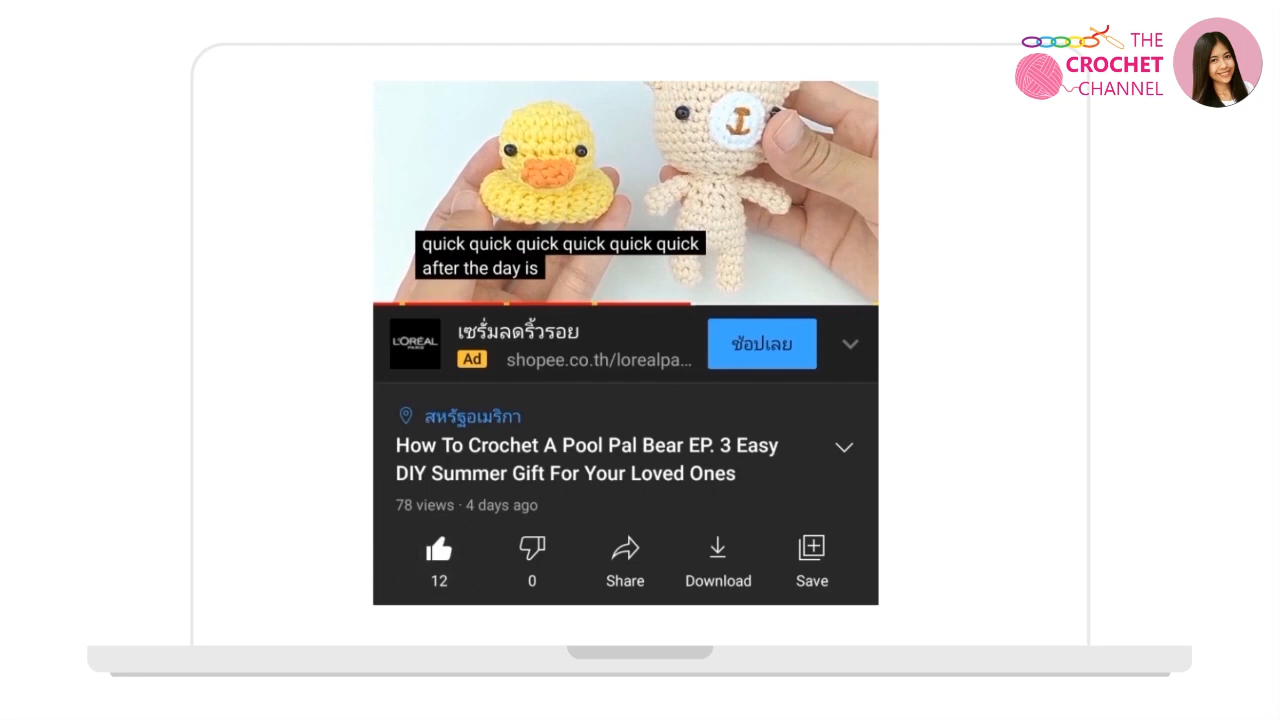 THE
CROCHET
CHANNEL
quick quick quick quick quick quick
after the day is
L'ORÉAL
PARIS
เซรั่มลดริ้วรอย
Ad shopee.co.th/lorealpa...
ช้อปเลย
สหรัฐอเมริกา
How To Crochet A Pool Pal Bear EP. 3 Easy
DIY Summer Gift For Your Loved Ones
78 views · 4 days ago
12
0
Share
Download
Save